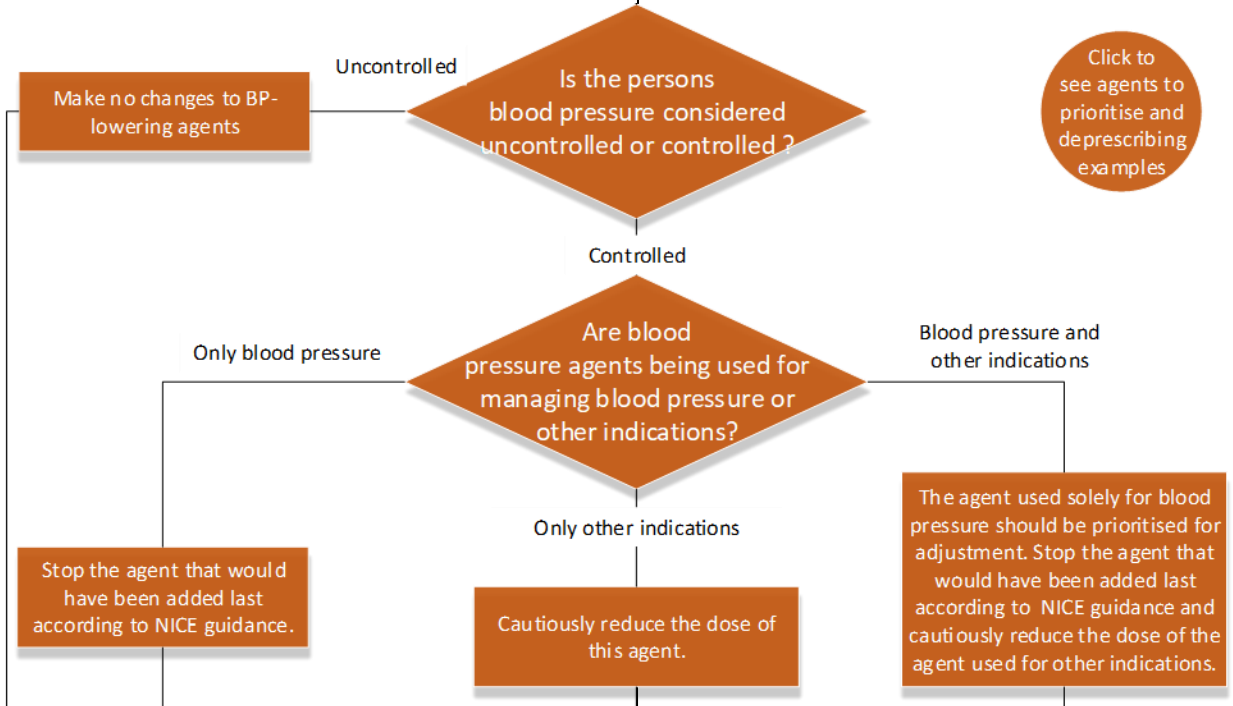 Uncontrolled
Is the persons
blood pressure considered
uncontrolled or controlled ?
Make no changes to BP-
lowering agents
Click to
see agents to
prioritise and
deprescribing
examples
Controlled
Are blood
pressure agents being used for
managing blood pressure or
other indications?
Only blood pressure
Blood pressure and
other indications
Only other indications
Stop the agent that would
have been added last
according to NICE guidance.
Cautiously reduce the dose of
this agent.
The agent used solely for blood
pressure should be prioritised for
adjustment. Stop the agent that
would have been added last
according to NICE guidance and
cautiously reduce the dose of the
agent used for other indications.